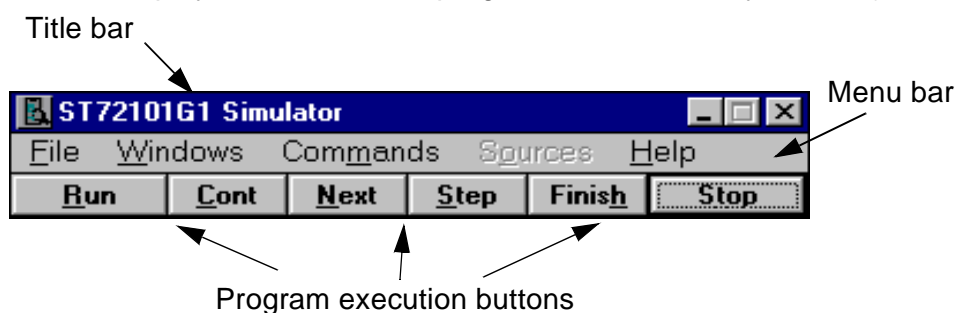 Title bar
Menu bar
ST72101G1 Simulator
File Windows Commands Sources Help
Run Cont Next Step Finish Stop
Program execution buttons